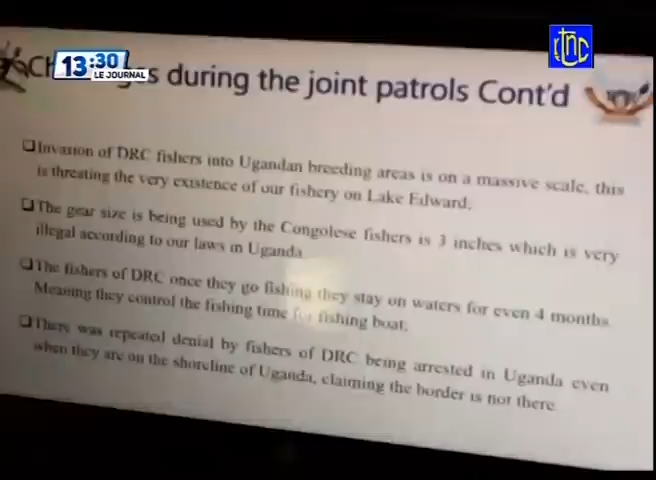 13:30
LE JOURNAL
rtnc
during the joint patrols Cont'd
❑Invasion of DRC fishers into Ugandan breeding areas is on a massive scale, this
is threating the very existence of our fishery on Lake Edward.
❑The gear size is being used by the Congolese fishers is 3 inches which is very
illegal according to our laws in Uganda
❑The fishers of DRC once they go fishing they stay on waters for even 4 months.
Meaning they control the fishing time for fishing boat.
❑There was repeated denial by fishers of DRC being arrested in Uganda even
when they are on the shoreline of Uganda, claiming the border is not there